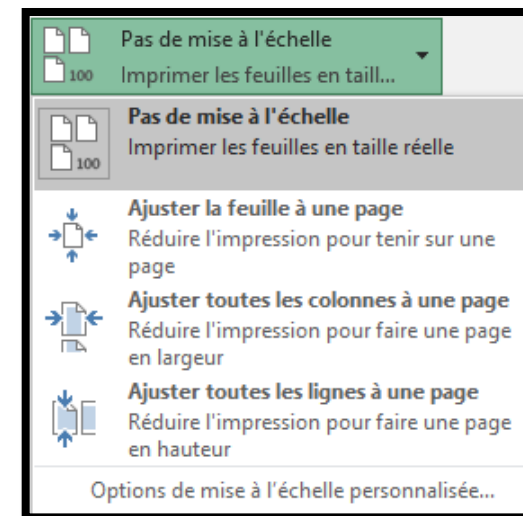 Pas de mise à l'échelle
Imprimer les feuilles en taill...
100
Pas de mise à l'échelle
Imprimer les feuilles en taille réelle
100
Ajuster la feuille à une page
Réduire l'impression pour tenir sur une
page
Ajuster toutes les colonnes à une page
Réduire l'impression pour faire une page
en largeur
Ajuster toutes les lignes à une page
Réduire l'impression pour faire une page
en hauteur
Options de mise à l'échelle personnalisée...